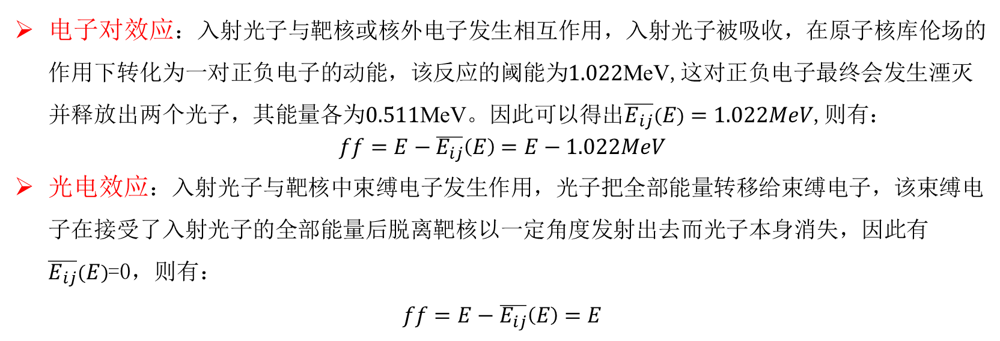 ➢ 电子对效应：入射光子与靶核或核外电子发生相互作用，入射光子被吸收，在原子核库伦场的
作用下转化为一对正负电子的动能，该反应的阈能为1.022MeV, 这对正负电子最终会发生湮灭
并释放出两个光子，其能量各为0.511MeV。因此可以得出$\overline{E_{ij}}(E) = 1.022MeV$, 则有：
$ff = E - \overline{E_{ij}}(E) = E - 1.022MeV$
➢ 光电效应：入射光子与靶核中束缚电子发生作用，光子把全部能量转移给束缚电子，该束缚电
子在接受了入射光子的全部能量后脱离靶核以一定角度发射出去而光子本身消失，因此有
$\overline{E_{ij}}(E)$=0，则有：
$ff = E - \overline{E_{ij}}(E) = E$